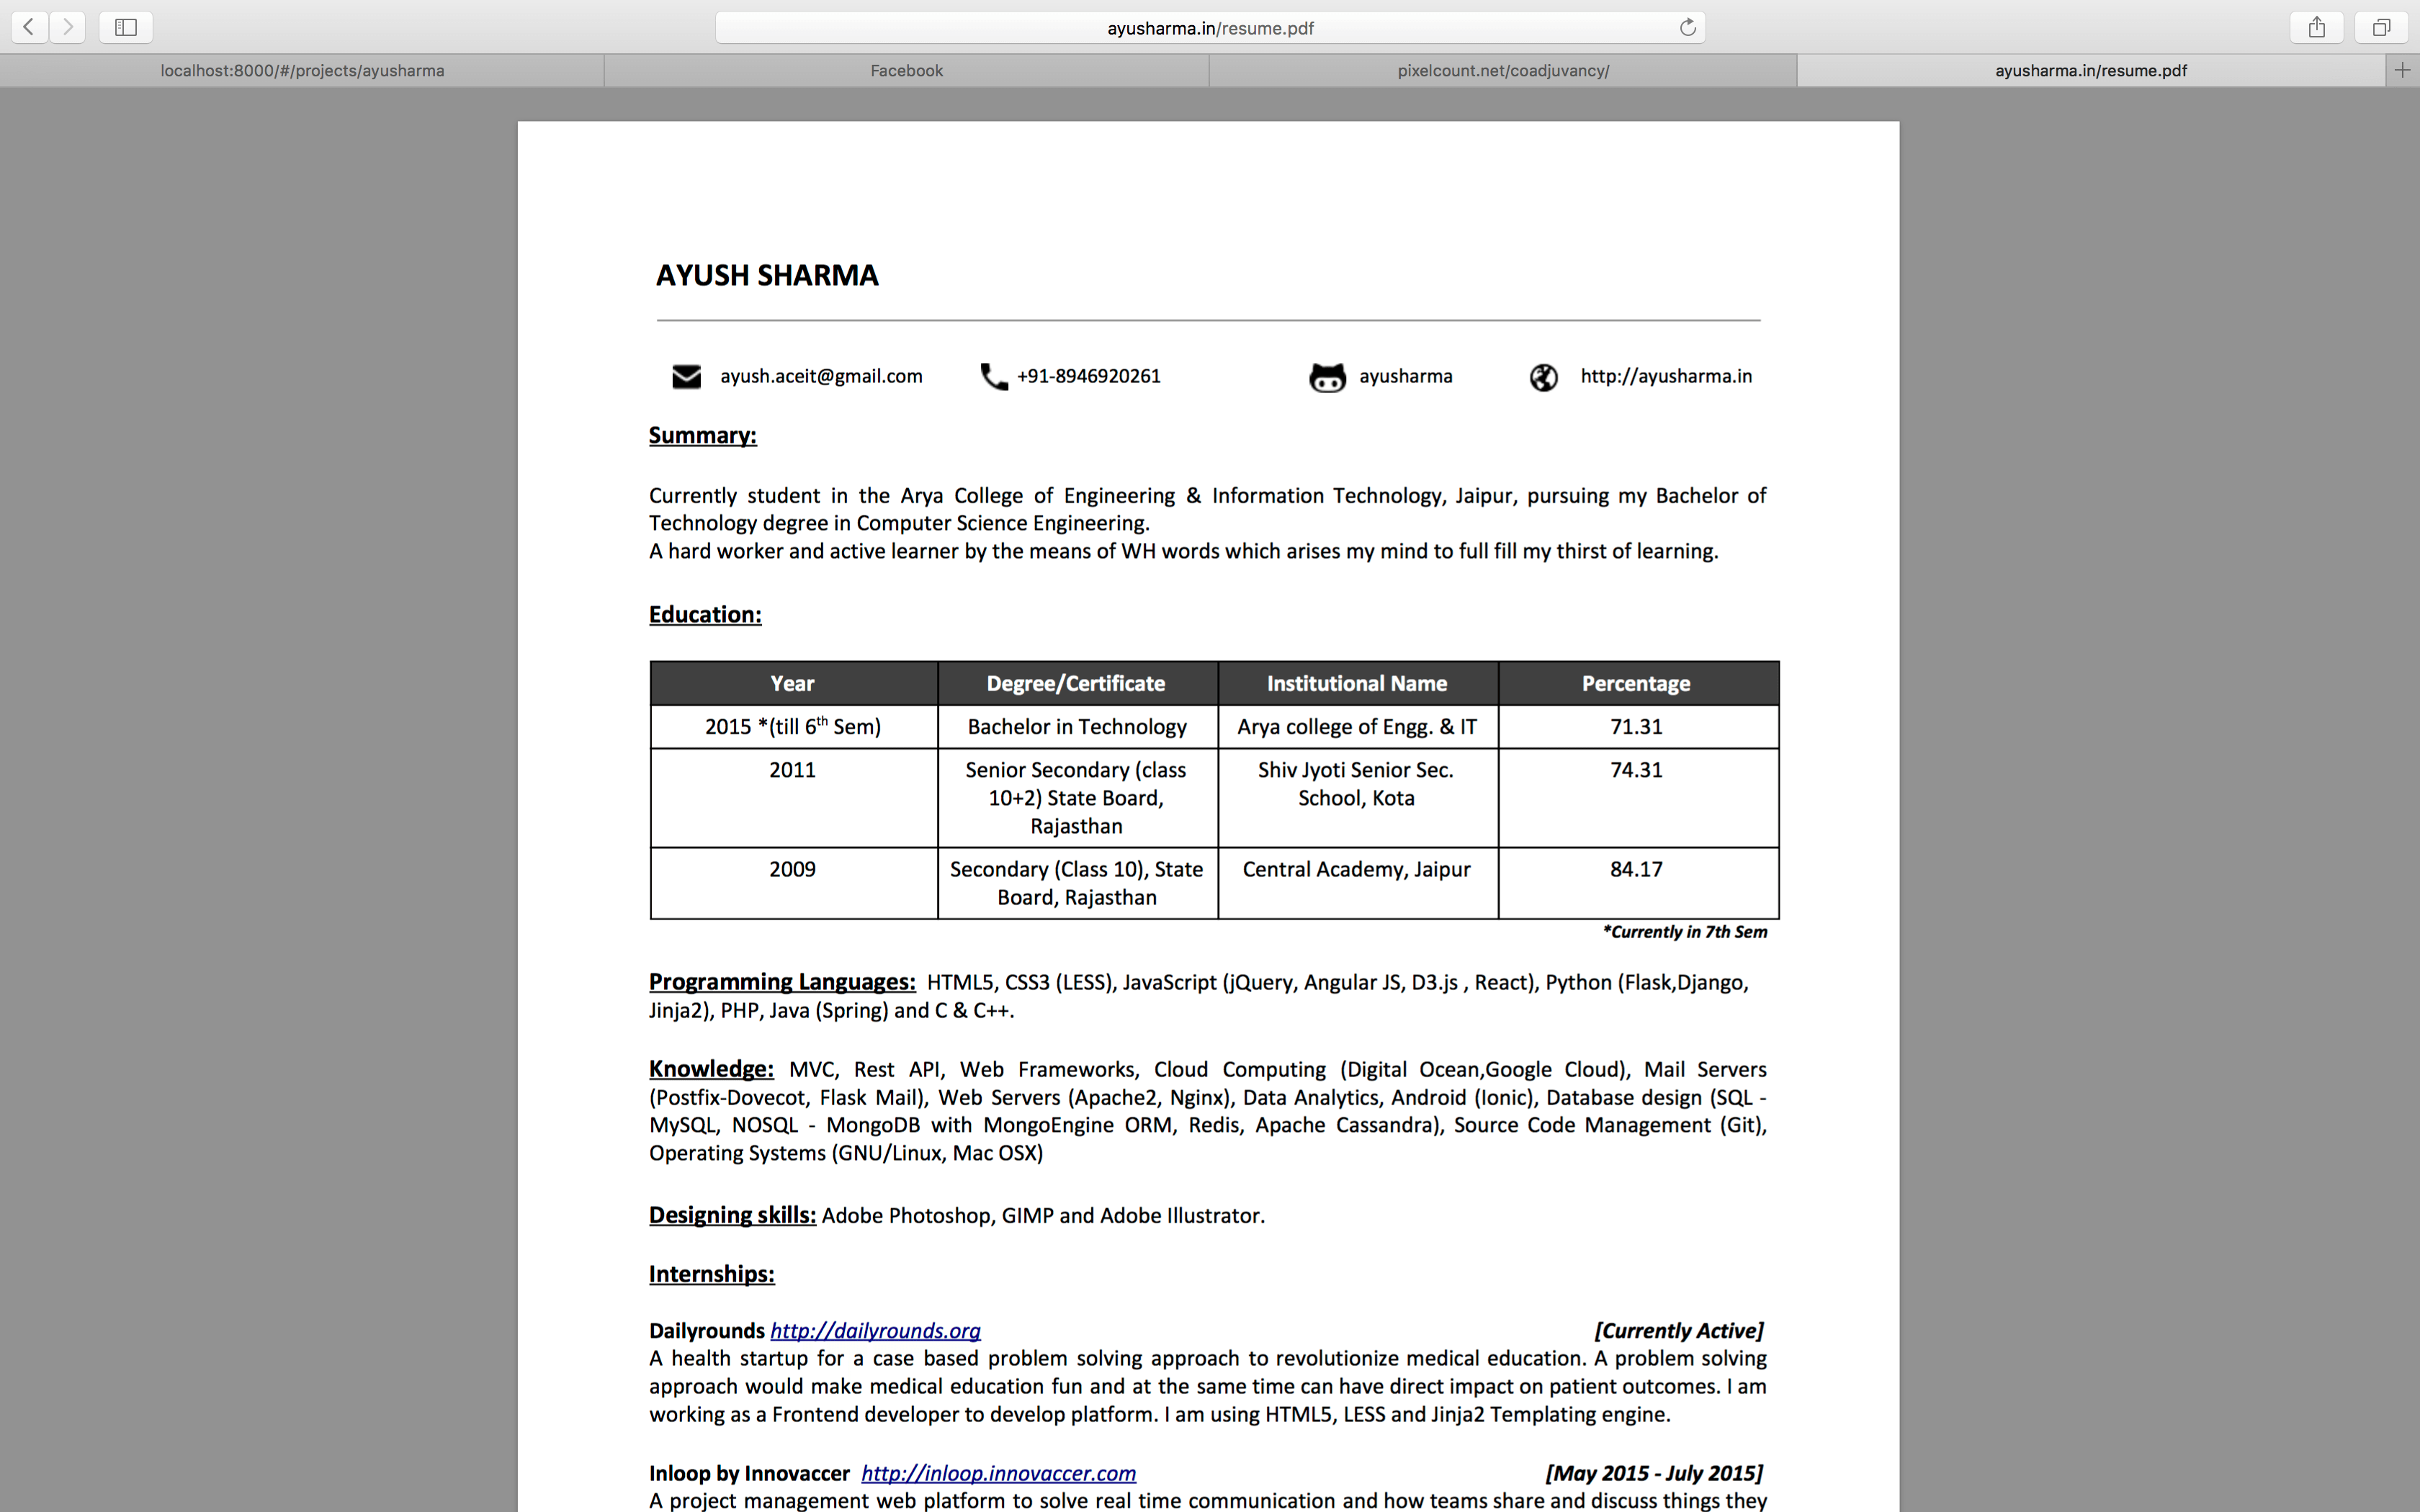 ayusharma.in/resume.pdf
localhost:8000/#/projects/ayusharma
Facebook
pixelcount.net/coadjuvancy/
ayusharma.in/resume.pdf
AYUSH SHARMA
ayush.aceit@gmail.com
+91-8946920261
ayusharma
http://ayusharma.in
Summary:
Currently student in the Arya College of Engineering & Information Technology, Jaipur, pursuing my Bachelor of
Technology degree in Computer Science Engineering.
A hard worker and active learner by the means of WH words which arises my mind to full fill my thirst of learning.
Education:
Year Degree/Certificate Institutional Name Percentage
2015 *(till 6th Sem) Bachelor in Technology Arya college of Engg. & IT 71.31
2011 Senior Secondary (class Shiv Jyoti Senior Sec. 74.31
10+2) State Board, School, Kota
Rajasthan
2009 Secondary (Class 10), State Central Academy, Jaipur 84.17
Board, Rajasthan
*Currently in 7th Sem
Programming Languages: HTML5, CSS3 (LESS), JavaScript (jQuery, Angular JS, D3.js , React), Python (Flask,Django,
Jinja2), PHP, Java (Spring) and C & C++.
Knowledge: MVC, Rest API, Web Frameworks, Cloud Computing (Digital Ocean,Google Cloud), Mail Servers
(Postfix-Dovecot, Flask Mail), Web Servers (Apache2, Nginx), Data Analytics, Android (Ionic), Database design (SQL -
MySQL, NOSQL - MongoDB with MongoEngine ORM, Redis, Apache Cassandra), Source Code Management (Git),
Operating Systems (GNU/Linux, Mac OSX)
Designing skills: Adobe Photoshop, GIMP and Adobe Illustrator.
Internships:
Dailyrounds http://dailyrounds.org [Currently Active]
A health startup for a case based problem solving approach to revolutionize medical education. A problem solving
approach would make medical education fun and at the same time can have direct impact on patient outcomes. I am
working as a Frontend developer to develop platform. I am using HTML5, LESS and Jinja2 Templating engine.
Inloop by Innovaccer http://inloop.innovaccer.com [May 2015 - July 2015]
A project management web platform to solve real time communication and how teams share and discuss things they